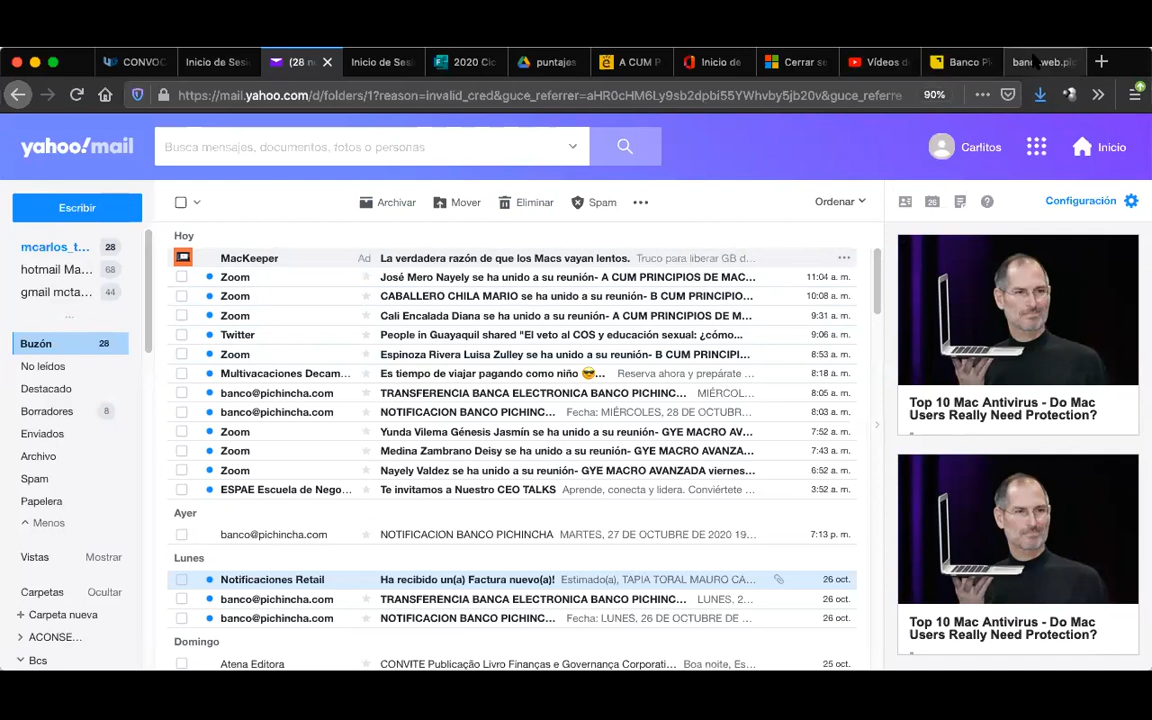 CONVOC
Inicio de Sesi
(28 n
Inicio de Sesi
2020 Cic
puntajes
A CUM P
Inicio de
Cerrar se
Vídeos d
Banco Pi
https://mail.yahoo.com/d/folders/1?reason=invalid_cred&guce_referrer=aHR0cHM6Ly9sb2dpbi55YWhvby5jb20v&guce_referre
90%
yahoo!mail
Busca mensajes, documentos, fotos o personas
Carlitos
Inicio
Escribir
Archivar
Mover
Eliminar
Spam
Ordenar
26
Configuración
mcarlos_t... 28
hotmail Ma... 68
gmail mcta... 44
...
Buzón 28
No leídos
Destacado
Borradores 8
Enviados
Archivo
Spam
Papelera
Menos
Vistas Mostrar
Carpetas Ocultar
Carpeta nueva
ACONSE...
Bcs
Hoy
MacKeeper Ad La verdadera razón de que los Macs vayan lentos. Truco para liberar GB d...
Zoom José Mero Nayely se ha unido a su reunión- A CUM PRINCIPIOS DE MAC... 11:04 a. m.
Zoom CABALLERO CHILA MARIO se ha unido a su reunión- B CUM PRINCIPIO... 10:08 a. m.
Zoom Cali Encalada Diana se ha unido a su reunión- A CUM PRINCIPIOS DE M... 9:31 a. m.
Twitter People in Guayaquil shared "El veto al COS y educación sexual: ¿cómo... 9:06 a. m.
Zoom Espinoza Rivera Luisa Zulley se ha unido a su reunión- B CUM PRINCIPI... 8:53 a. m.
Multivacaciones Decam... Es tiempo de viajar pagando como niño 😎... Reserva ahora y prepárate ... 8:18 a. m.
banco@pichincha.com TRANSFERENCIA BANCA ELECTRONICA BANCO PICHINC... MIÉRCOL... 8:05 a. m.
banco@pichincha.com NOTIFICACION BANCO PICHINC... Fecha: MIÉRCOLES, 28 DE OCTUBR... 8:03 a. m.
Zoom Yunda Vilema Génesis Jasmín se ha unido a su reunión- GYE MACRO AV... 7:52 a. m.
Zoom Medina Zambrano Deisy se ha unido a su reunión- GYE MACRO AVANZA... 7:43 a. m.
Zoom Nayely Valdez se ha unido a su reunión- GYE MACRO AVANZADA viernes... 6:52 a. m.
ESPAE Escuela de Nego... Te invitamos a Nuestro CEO TALKS Aprende, conecta y lidera. Conviértete ... 3:52 a. m.
Ayer
banco@pichincha.com NOTIFICACION BANCO PICHINCHA MARTES, 27 DE OCTUBRE DE 2020 19... 7:13 p. m.
Lunes
Notificaciones Retail Ha recibido un(a) Factura nuevo(a)! Estimado(a), TAPIA TORAL MAURO CA... 26 oct.
banco@pichincha.com TRANSFERENCIA BANCA ELECTRONICA BANCO PICHINC... LUNES, 2... 26 oct.
banco@pichincha.com NOTIFICACION BANCO PICHINC... Fecha: LUNES, 26 DE OCTUBRE DE ... 26 oct.
Domingo
Atena Editora CONVITE Publicação Livro Finanças e Governança Corporati... Boa noite, Es... 25 oct.
Top 10 Mac Antivirus - Do Mac
Users Really Need Protection?
Top 10 Mac Antivirus - Do Mac
Users Really Need Protection?